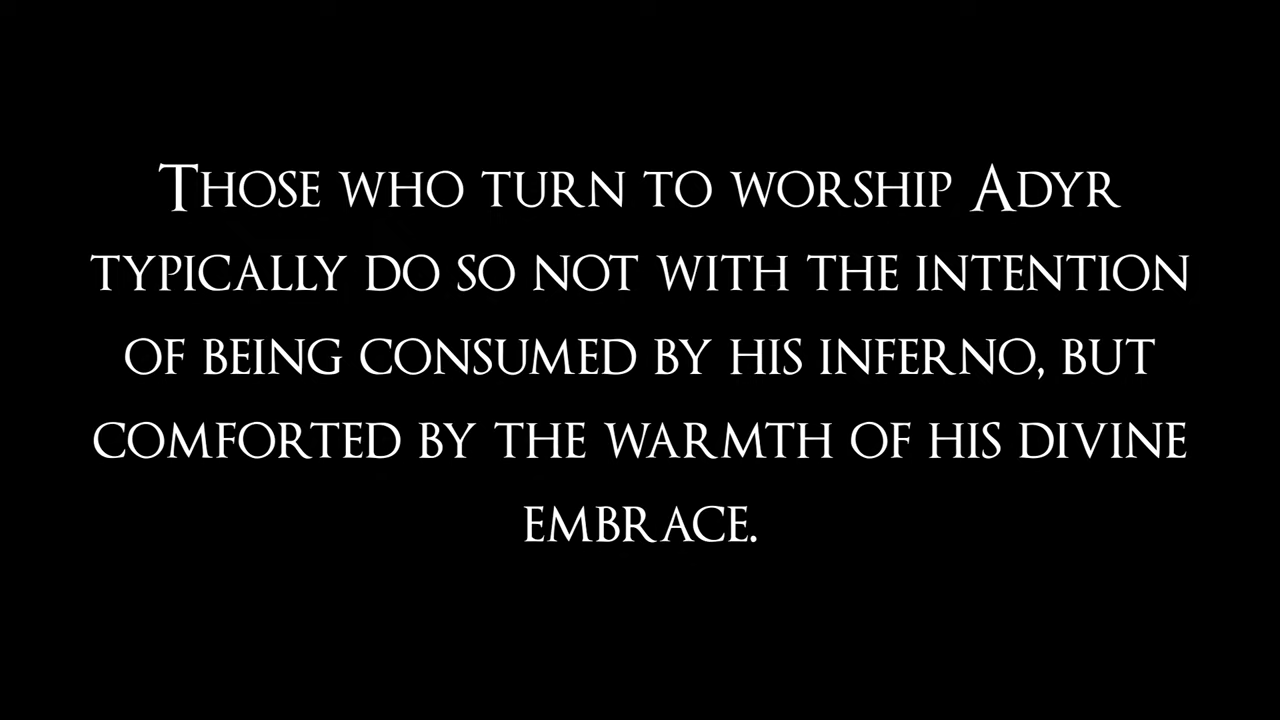 Those who turn to worship Adyr
typically do so not with the intention
of being consumed by his inferno, but
comforted by the warmth of his divine
embrace.